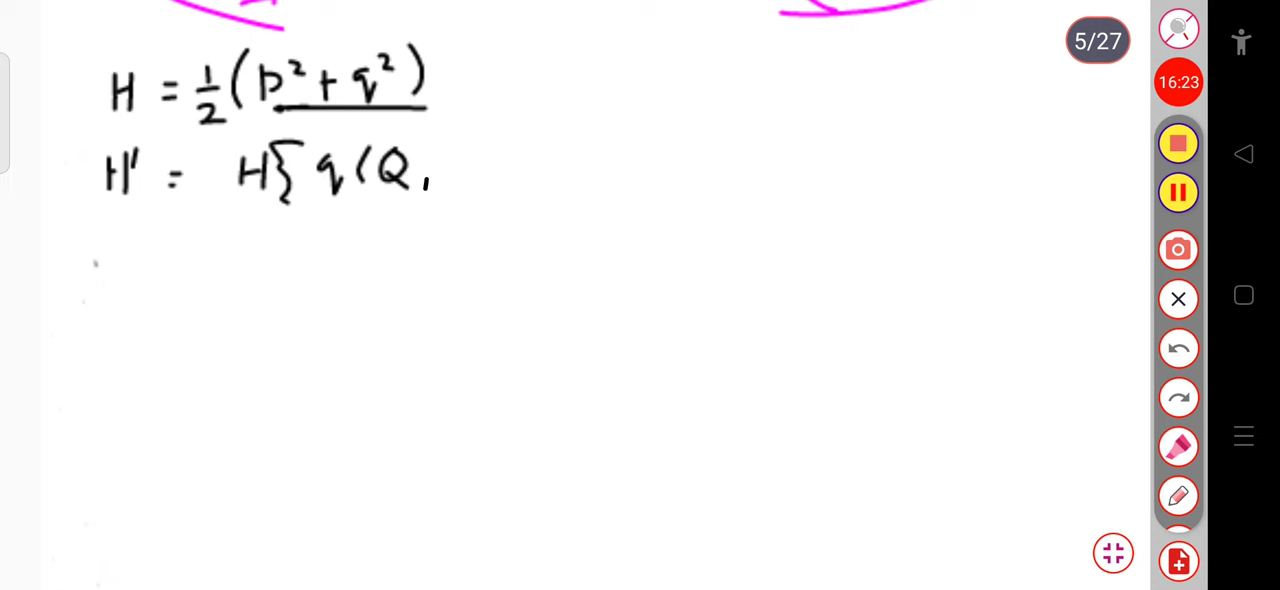 5/27
16:23
H = 1/2 (p² + q²)
H' = H{ q(Q,